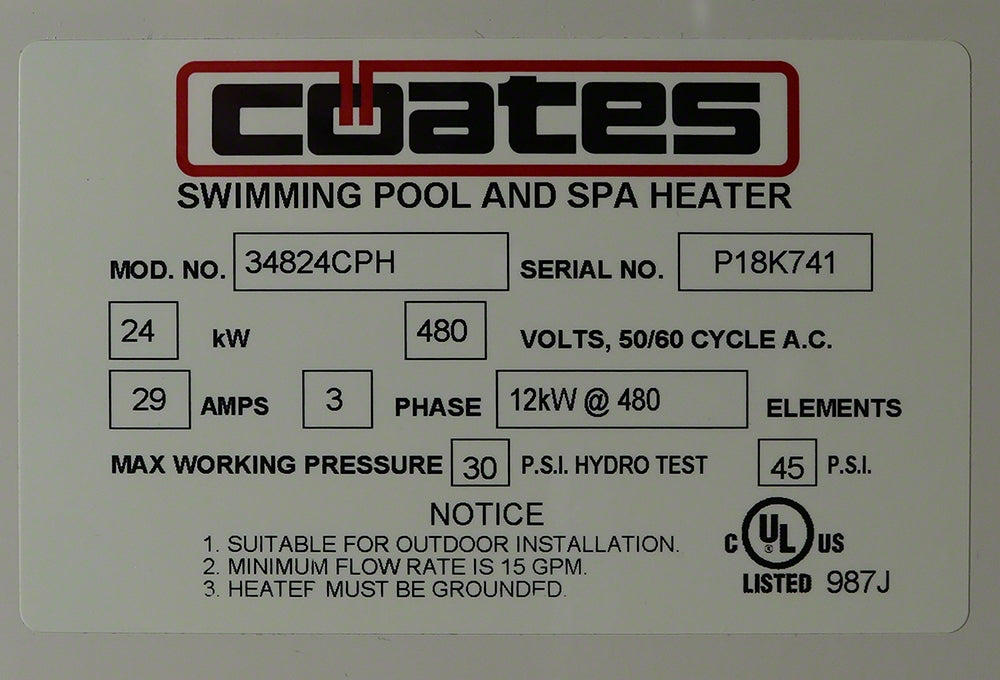 coates
SWIMMING POOL AND SPA HEATER
MOD. NO. 34824CPH SERIAL NO. P18K741
24 kW 480 VOLTS, 50/60 CYCLE A.C.
29 AMPS 3 PHASE 12kW @ 480 ELEMENTS
MAX WORKING PRESSURE 30 P.S.I. HYDRO TEST 45 P.S.I.
NOTICE
1. SUITABLE FOR OUTDOOR INSTALLATION.
2. MINIMUM FLOW RATE IS 15 GPM.
3. HEATEF MUST BE GROUNDFD.
C UL ® US
LISTED 987J